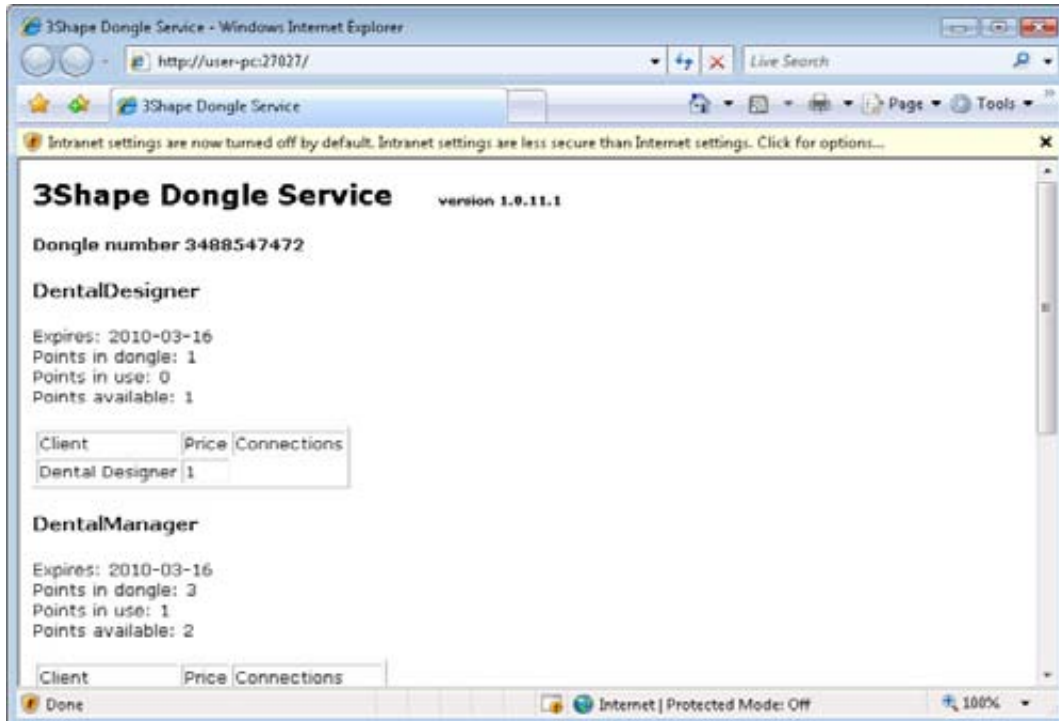 3Shape Dongle Service - Windows Internet Explorer
http://user-pc:27027/
Live Search
3Shape Dongle Service
Page
Tools
Intranet settings are now turned off by default. Intranet settings are less secure than Internet settings. Click for options...
3Shape Dongle Service version 1.0.11.1
Dongle number 3488547472
DentalDesigner
Expires: 2010-03-16
Points in dongle: 1
Points in use: 0
Points available: 1
Client Price Connections
Dental Designer 1
DentalManager
Expires: 2010-03-16
Points in dongle: 3
Points in use: 1
Points available: 2
Client Price Connections
Done
Internet | Protected Mode: Off
100%